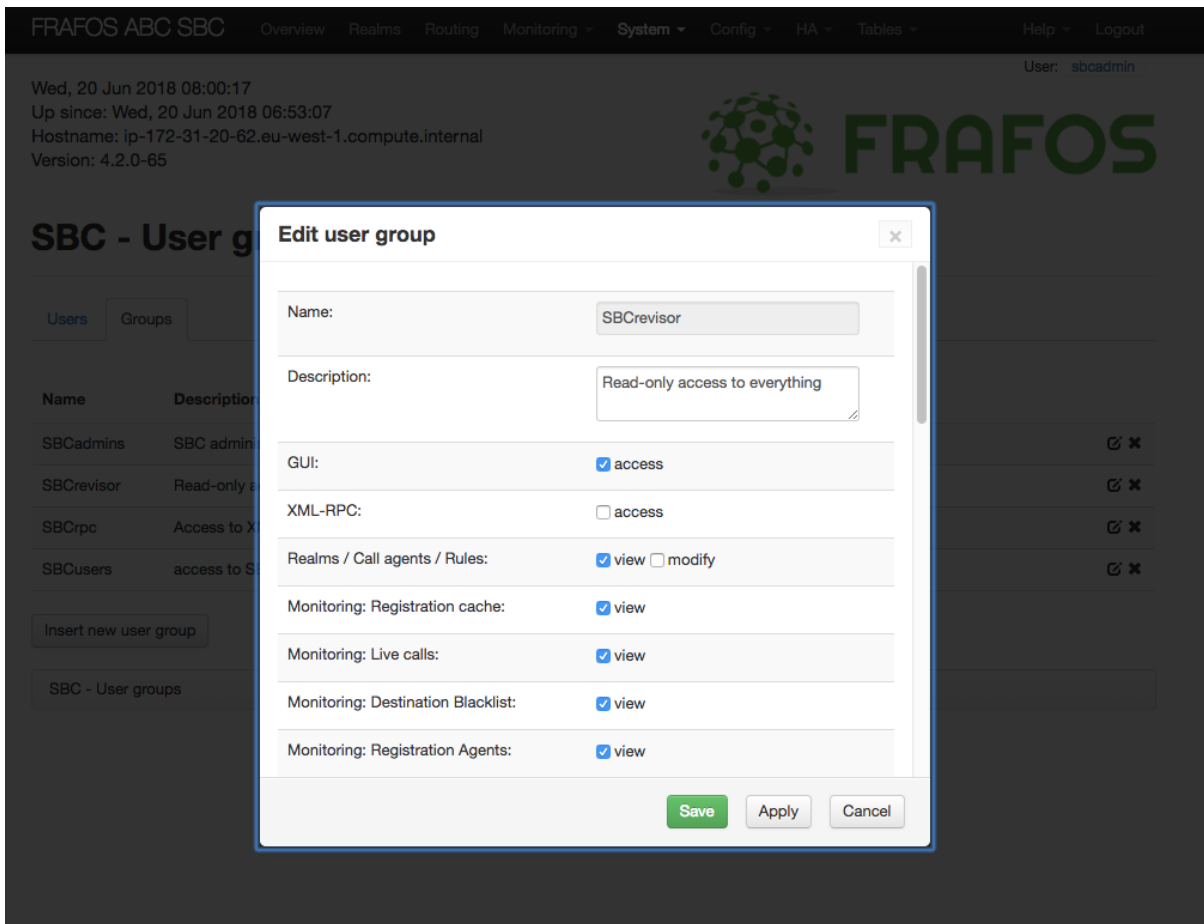 FRAFOS ABC SBC Overview Realms Routing Monitoring System Config HA Tables Help Logout
User: sbcadmin
Wed, 20 Jun 2018 08:00:17
Up since: Wed, 20 Jun 2018 06:53:07
Hostname: ip-172-31-20-62.eu-west-1.compute.internal
Version: 4.2.0-65
FRAFOS
SBC - User g
Users Groups
Name Description
SBCadmins SBC admini
SBCrevisor Read-only a
SBCrpc Access to X
SBCusers access to S
Insert new user group
SBC - User groups
Edit user group
Name: SBCrevisor
Description: Read-only access to everything
GUI: access
XML-RPC: access
Realms / Call agents / Rules: view modify
Monitoring: Registration cache: view
Monitoring: Live calls: view
Monitoring: Destination Blacklist: view
Monitoring: Registration Agents: view
Save Apply Cancel